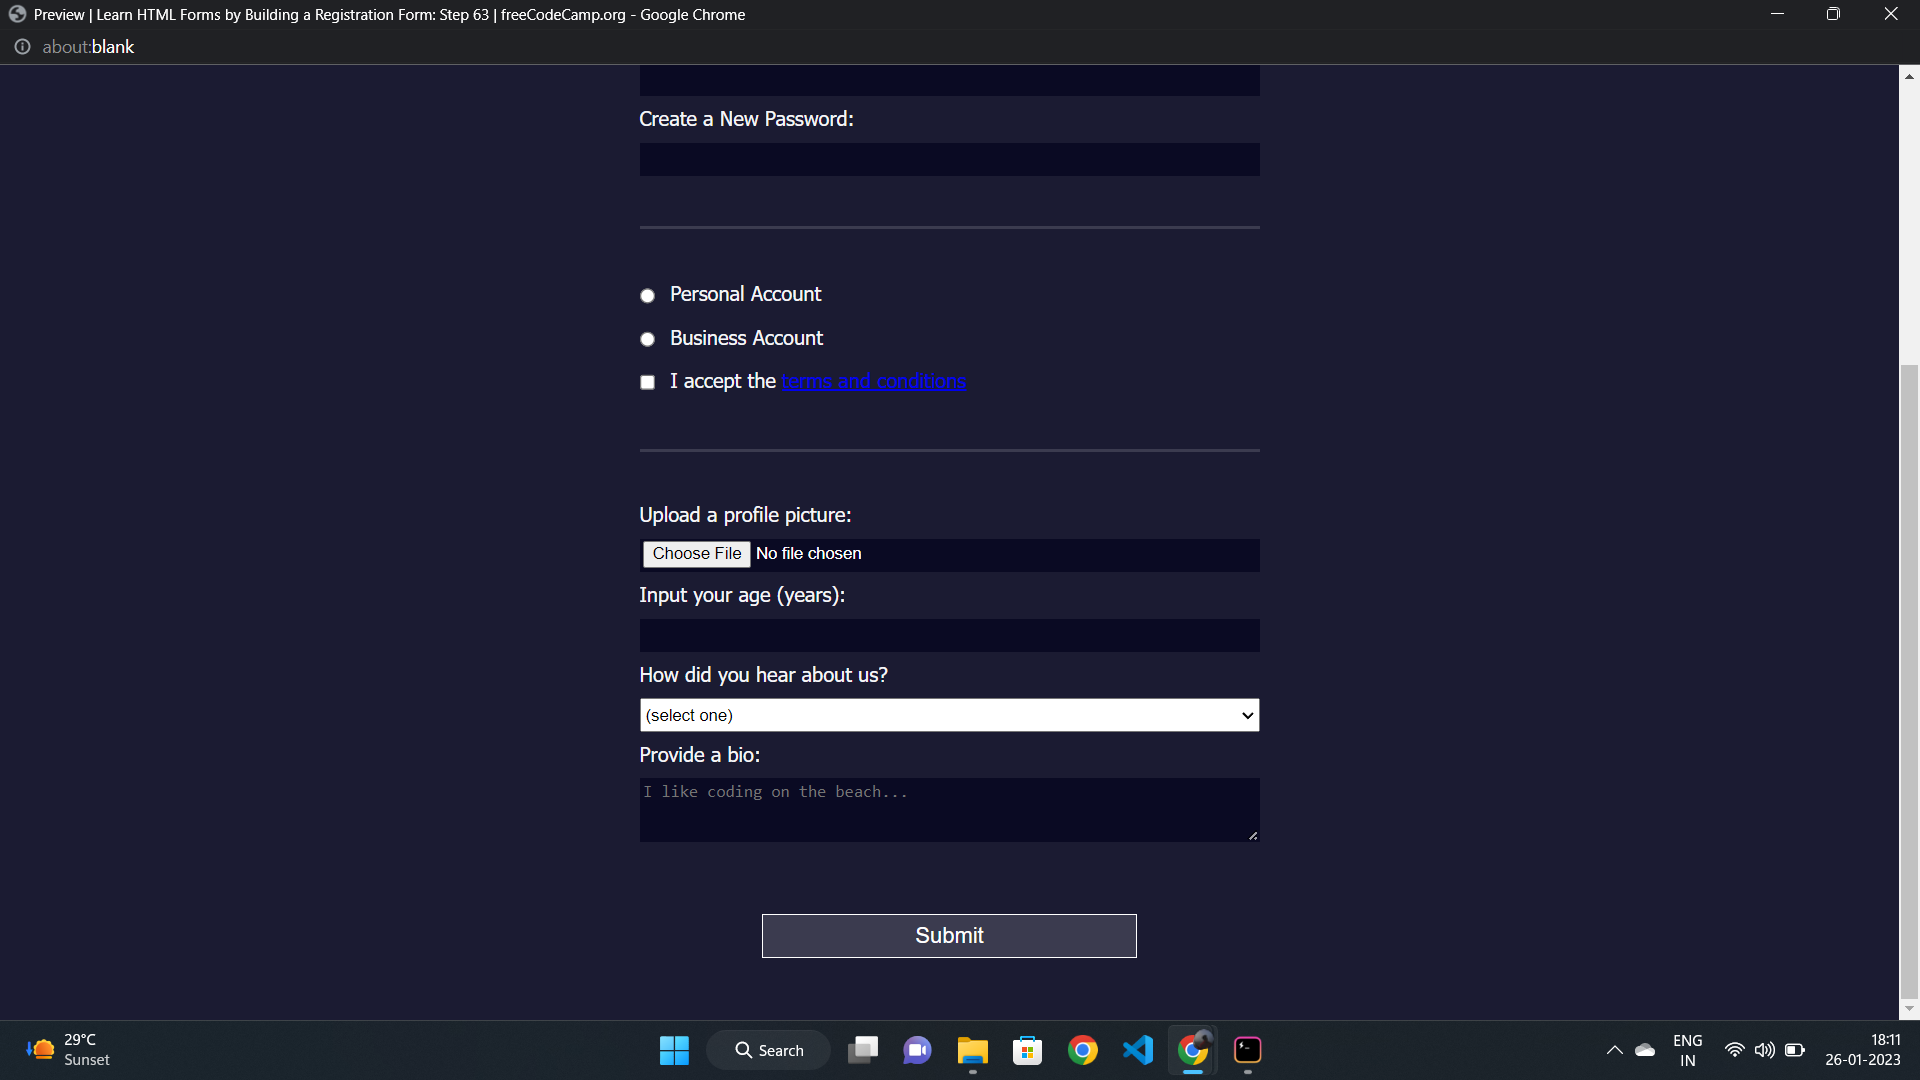 Preview | Learn HTML Forms by Building a Registration Form: Step 63 | freeCodeCamp.org - Google Chrome
about:blank
Create a New Password:
Personal Account
Business Account
I accept the terms and conditions
Upload a profile picture:
Choose File No file chosen
Input your age (years):
How did you hear about us?
(select one)
Provide a bio:
I like coding on the beach...
Submit
29°C
Sunset
Search
ENG
IN
18:11
26-01-2023